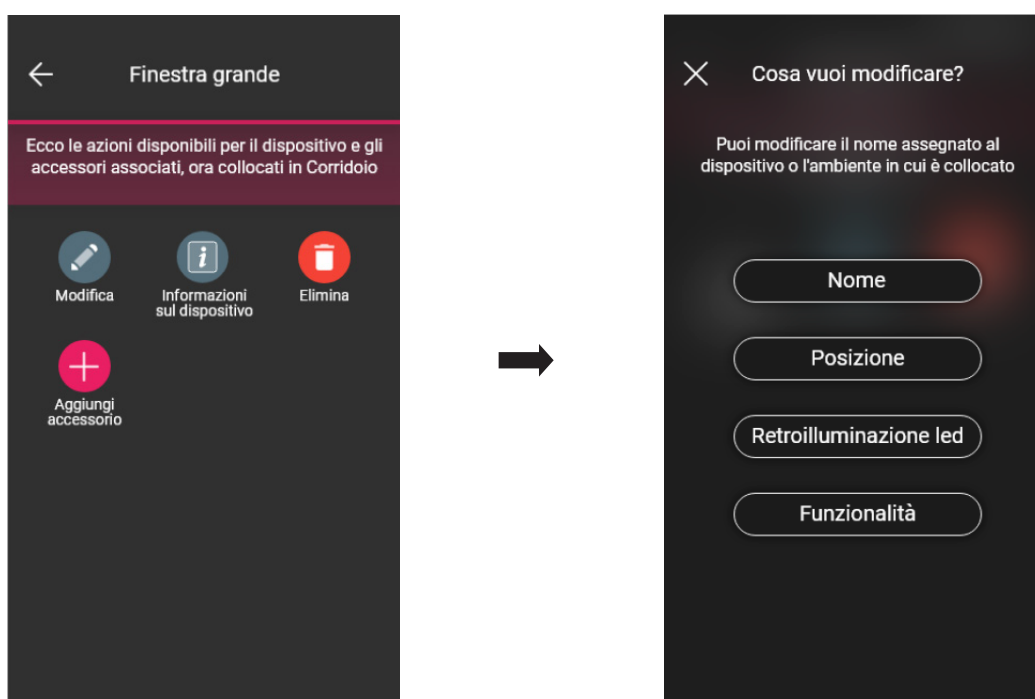 Finestra grande
Ecco le azioni disponibili per il dispositivo e gli
accessori associati, ora collocati in Corridoio
Modifica
Informazioni
sul dispositivo
Elimina
Aggiungi
accessorio
Cosa vuoi modificare?
Puoi modificare il nome assegnato al
dispositivo o l'ambiente in cui è collocato
Nome
Posizione
Retroilluminazione led
Funzionalità